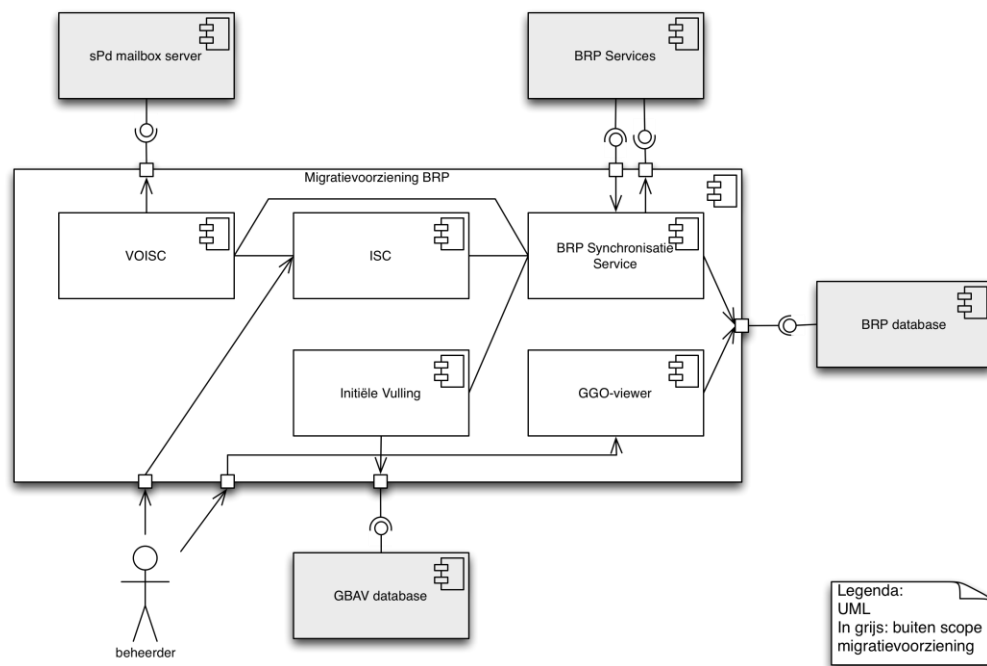 sPd mailbox server
BRP Services
Migratievoorziening BRP
VOISC
ISC
BRP Synchronisatie
Service
BRP database
Initiële Vulling
GGO-viewer
GBAV database
beheerder
Legenda:
UML
In grijs: buiten scope
migratievoorziening